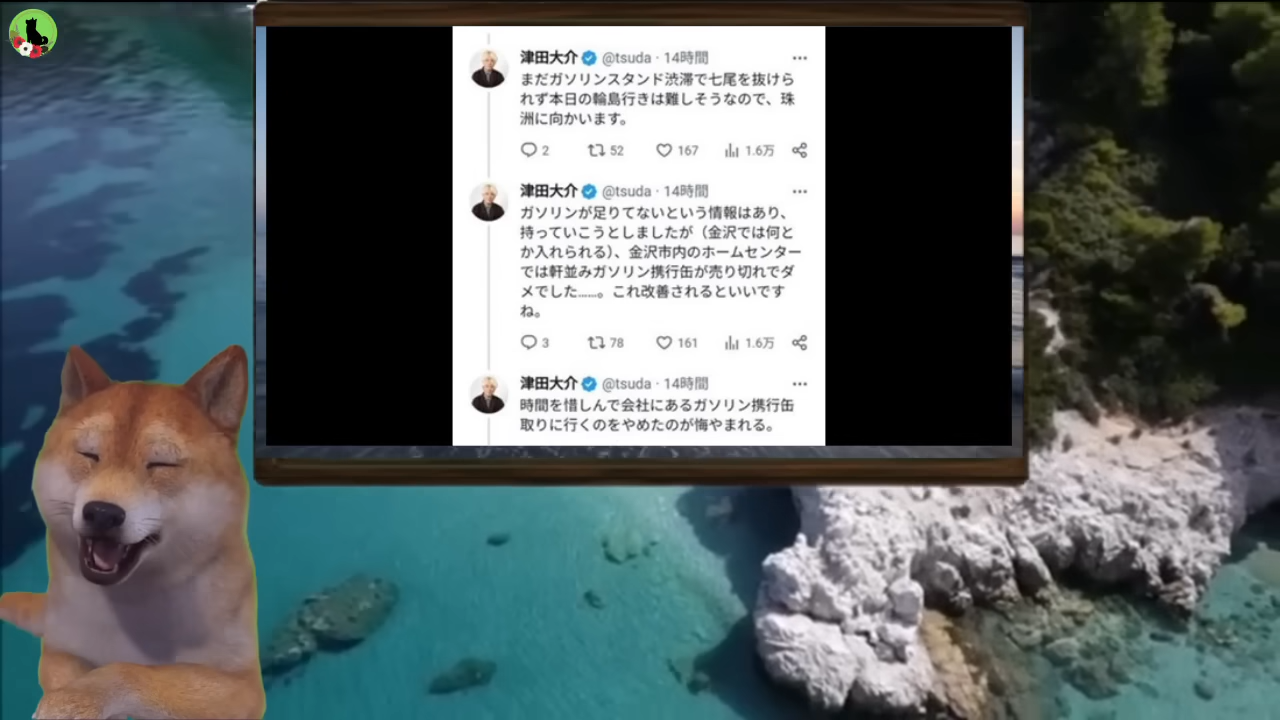 津田大介 @tsuda · 14時間
まだガソリンスタンド渋滞で七尾を抜けら
れず本日の輪島行きは難しそうなので、珠
洲に向かいます。
2 52 167 1.6万
津田大介 @tsuda · 14時間
ガソリンが足りてないという情報はあり、
持っていこうとしましたが（金沢では何と
か入れられる）、金沢市内のホームセンター
では軒並みガソリン携行缶が売り切れでダ
メでした……。これ改善されるといいです
ね。
3 78 161 1.6万
津田大介 @tsuda · 14時間
時間を惜しんで会社にあるガソリン携行缶
取りに行くのをやめたのが悔やまれる。